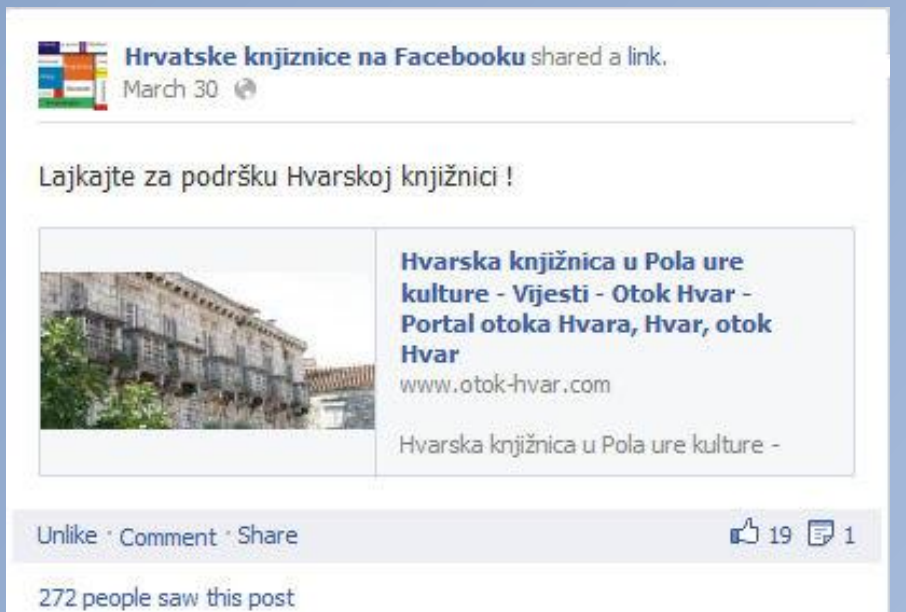 Hrvatske knjiznice na Facebooku shared a link.
March 30
Lajkajte za podršku Hvarskoj knjižnici !
Hvarska knjižnica u Pola ure
kulture - Vijesti - Otok Hvar -
Portal otoka Hvara, Hvar, otok
Hvar
www.otok-hvar.com
Hvarska knjižnica u Pola ure kulture -
Unlike · Comment · Share 19 1
272 people saw this post